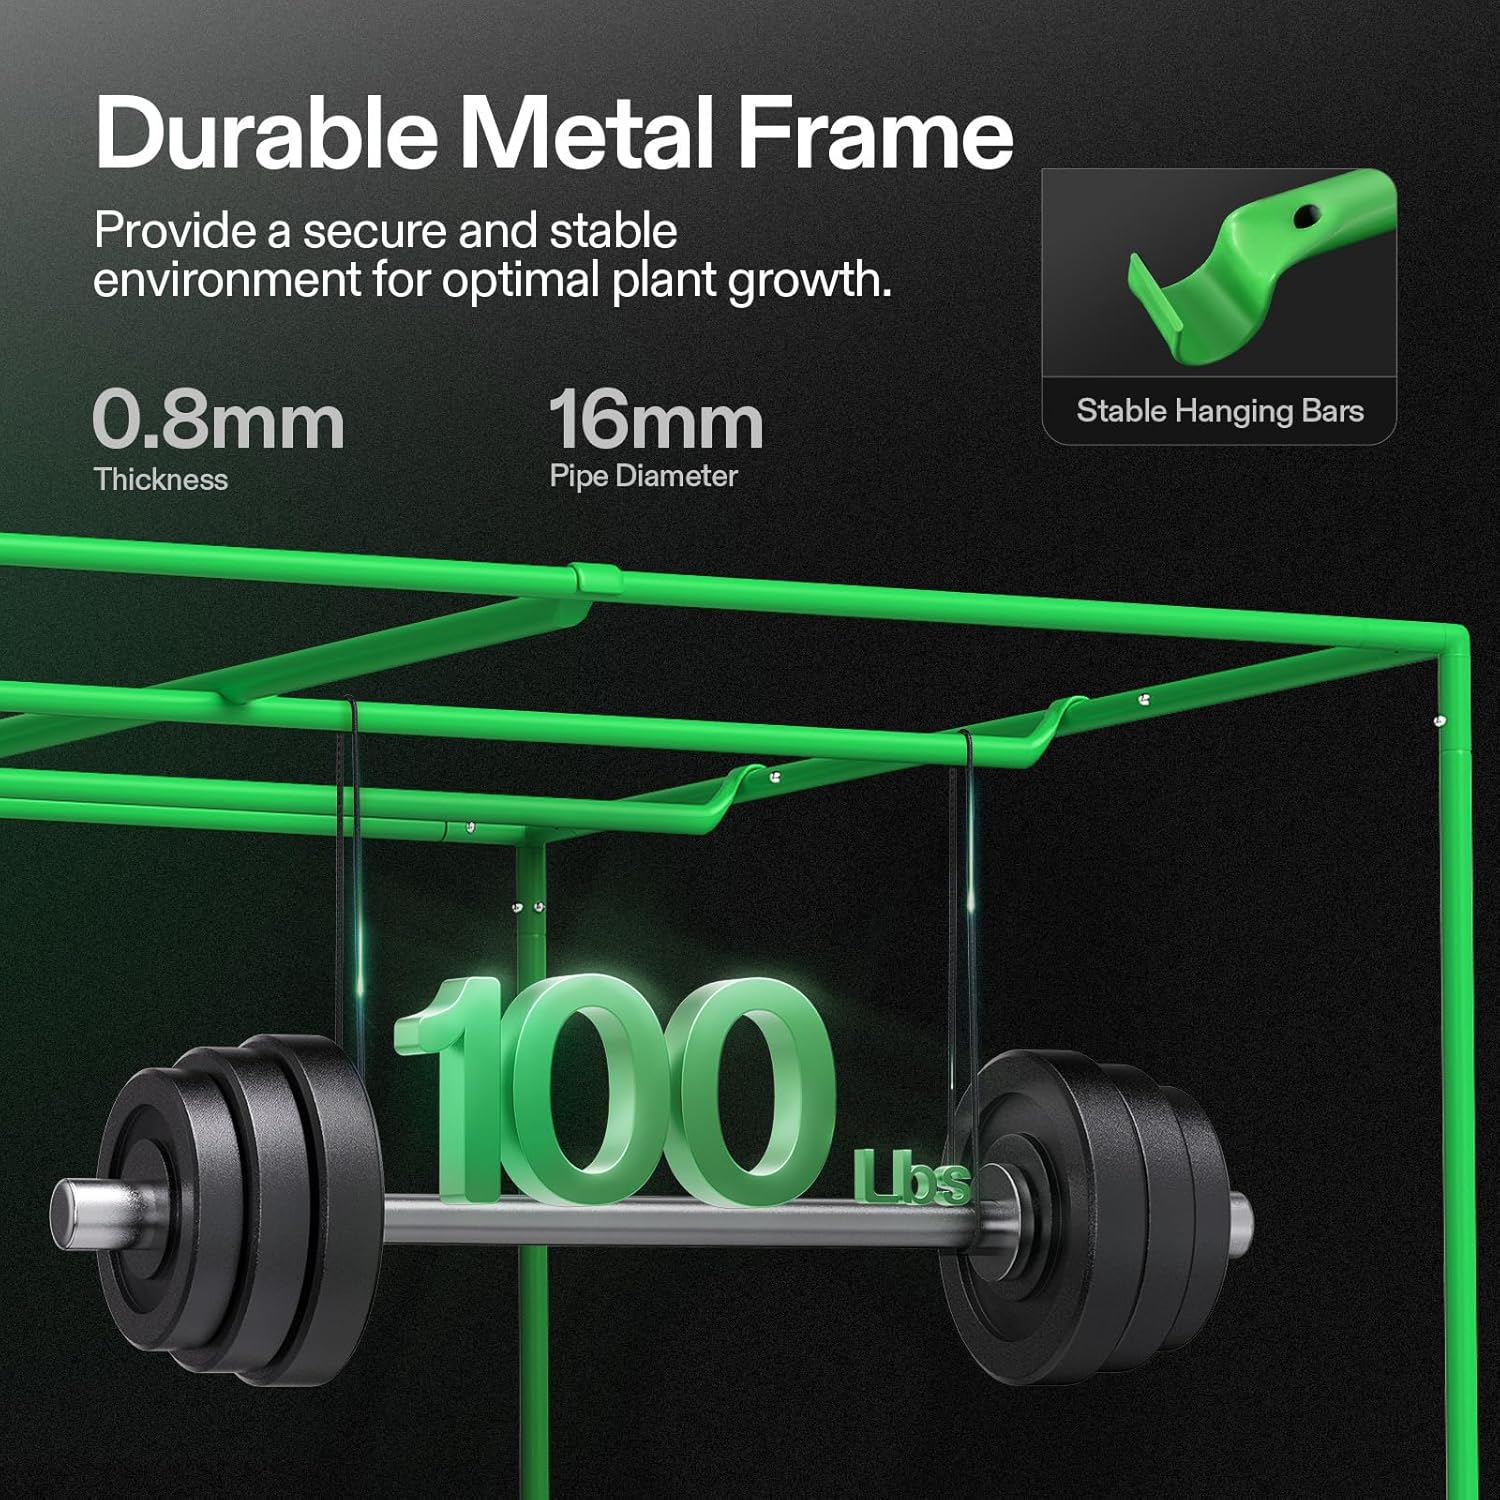 Durable Metal Frame
Provide a secure and stable
environment for optimal plant growth.
0.8mm
Thickness
16mm
Pipe Diameter
Stable Hanging Bars
100
Lbs